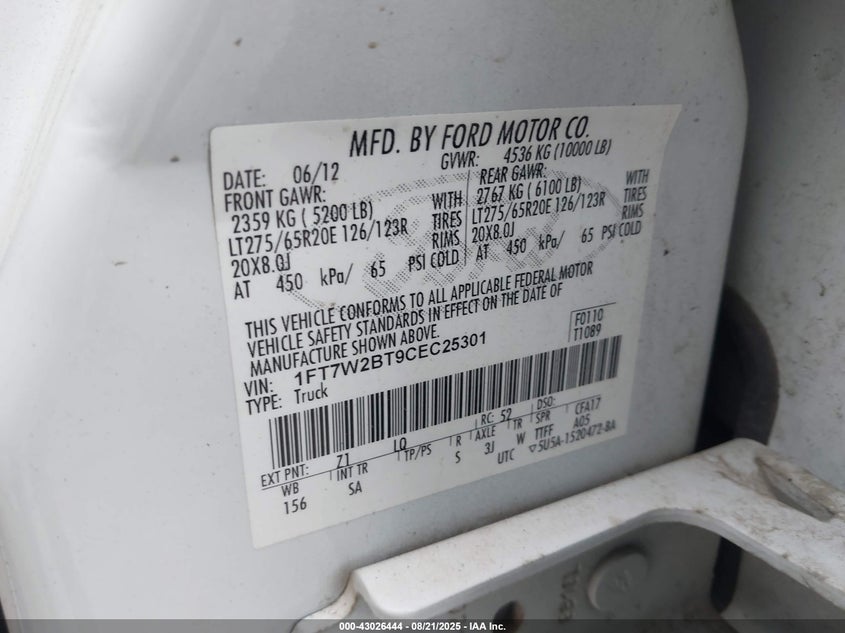 MFD. BY FORD MOTOR CO.
DATE: 06/12
GVWR: 4536 KG (10000 LB)
FRONT GAWR:
2359 KG ( 5200 LB) WITH
LT275/65R20E 126/123R TIRES
20X8.0J RIMS
AT 450 kPa/ 65 PSI COLD
REAR GAWR:
2767 KG ( 6100 LB) WITH
LT275/65R20E 126/123R TIRES
20X8.0J RIMS
AT 450 kPa/ 65 PSI COLD
THIS VEHICLE CONFORMS TO ALL APPLICABLE FEDERAL MOTOR
VEHICLE SAFETY STANDARDS IN EFFECT ON THE DATE OF
MANUFACTURE SHOWN ABOVE.
F0110
T1089
VIN: 1FT7W2BT9CEC25301
TYPE: Truck
EXT PNT: Z1 LQ RC: 52 DSO:
WB INT TR TP/PS R AXLE TR SPR CFA17
156 SA S 3J W TTFF A05
UTC ▽5U5A-1520472-BA
Ford
000-43026444 - 08/21/2025 - IAA Inc.